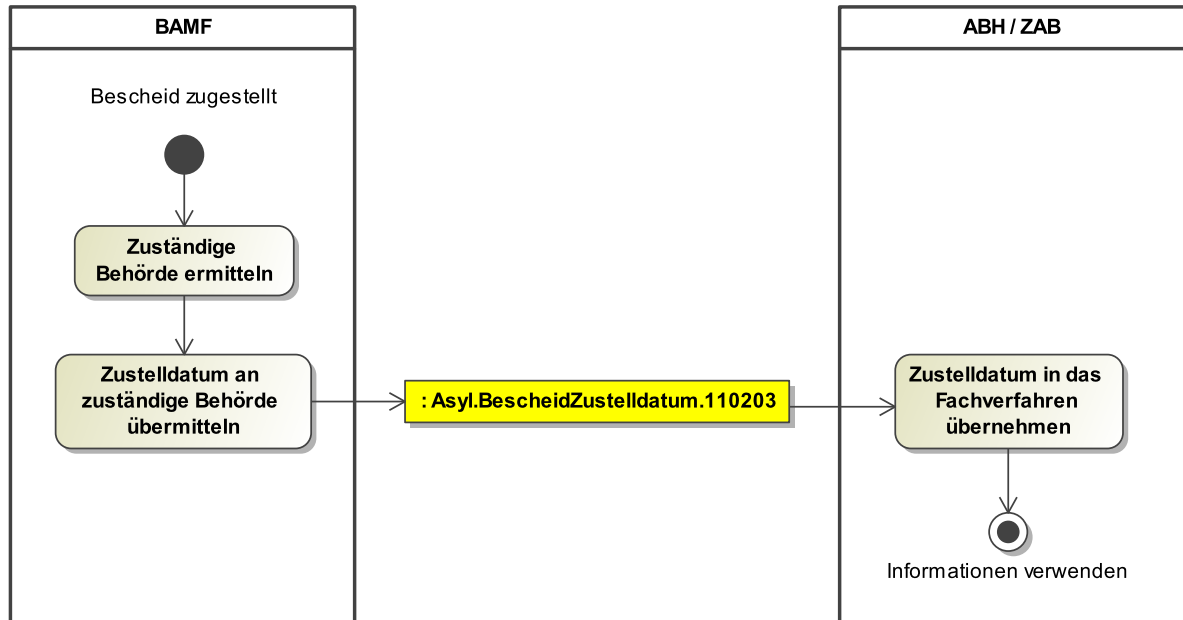 BAMF
ABH / ZAB
Bescheid zugestellt
Zuständige
Behörde ermitteln
Zustelldatum an
zuständige Behörde
übermitteln
: Asyl.BescheidZustelldatum.110203
Zustelldatum in das
Fachverfahren
übernehmen
Informationen verwenden